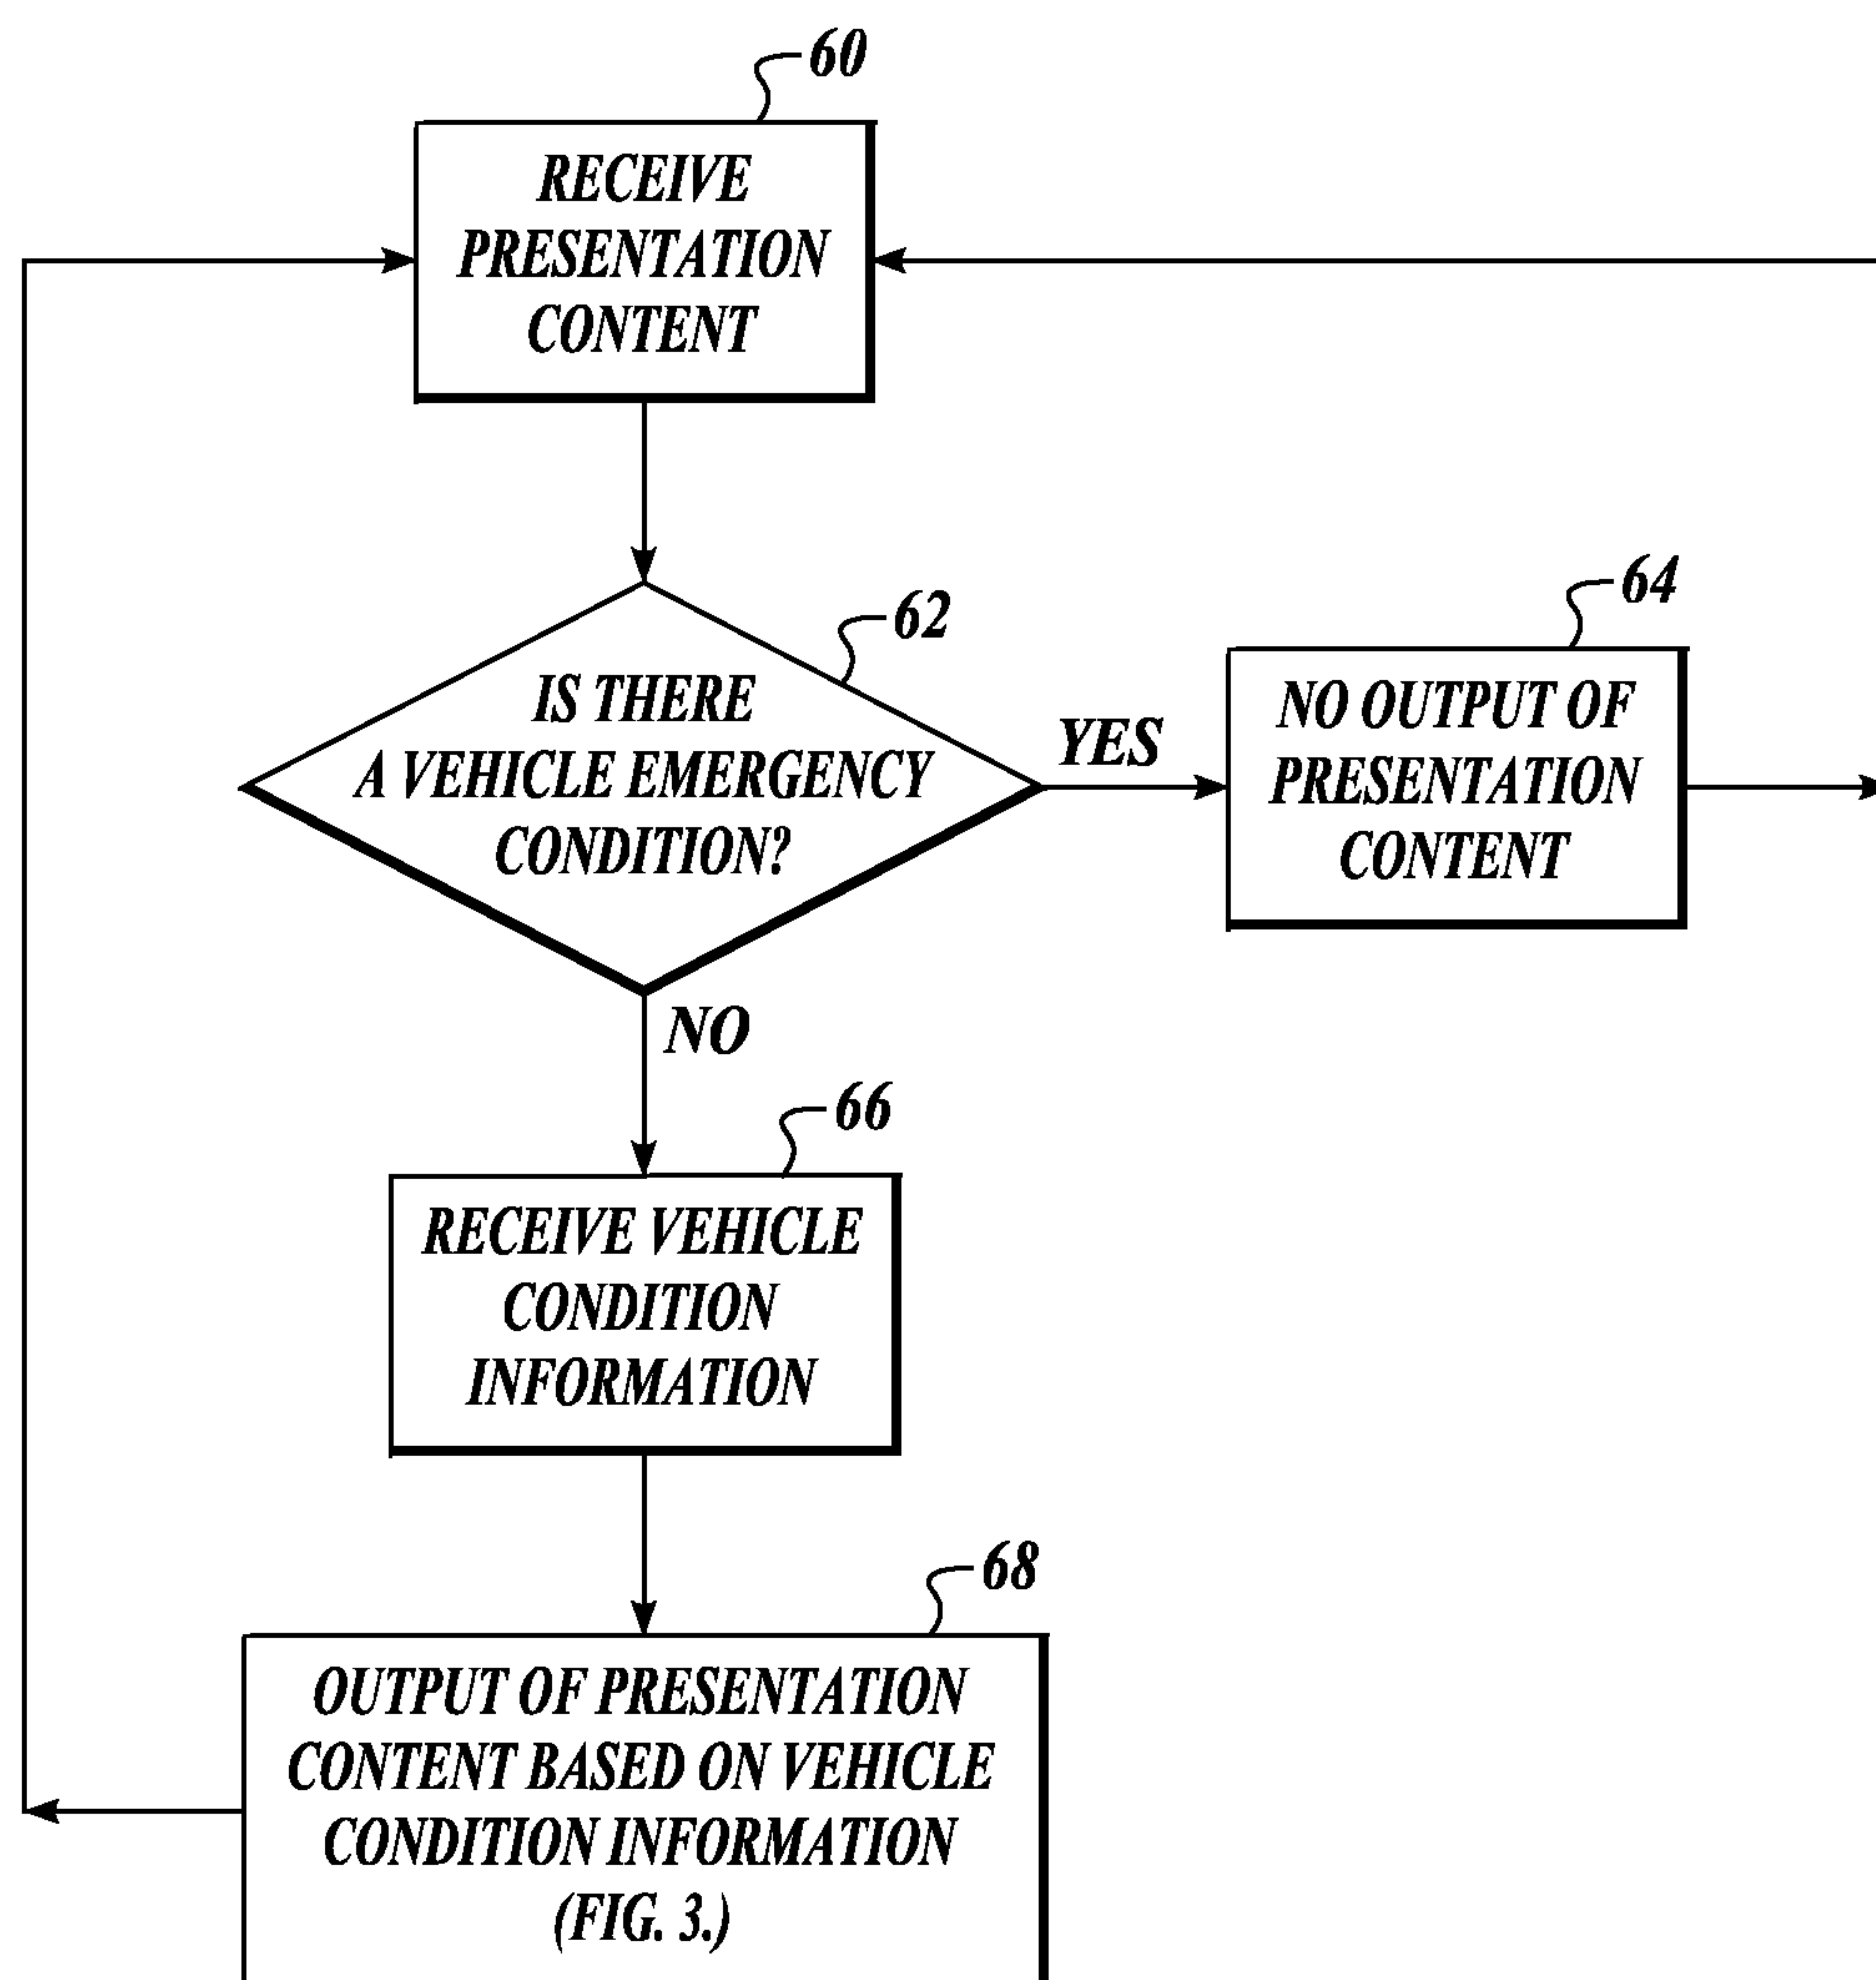 60
RECEIVE
PRESENTATION
CONTENT
62
IS THERE
A VEHICLE EMERGENCY
CONDITION?
YES
64
NO OUTPUT OF
PRESENTATION
CONTENT
NO
66
RECEIVE VEHICLE
CONDITION
INFORMATION
68
OUTPUT OF PRESENTATION
CONTENT BASED ON VEHICLE
CONDITION INFORMATION
(FIG. 3.)